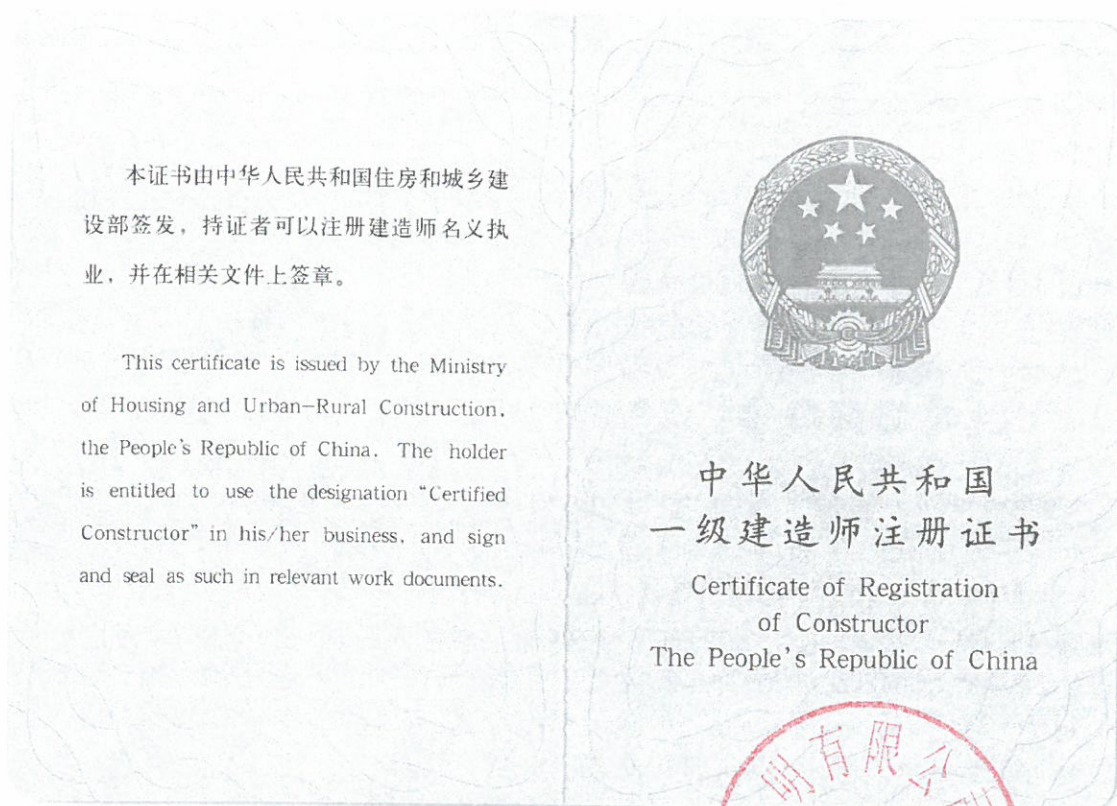 本证书由中华人民共和国住房和城乡建
设部签发，持证者可以注册建造师名义执
业，并在相关文件上签章。
This certificate is issued by the Ministry
of Housing and Urban-Rural Construction,
the People's Republic of China. The holder
is entitled to use the designation "Certified
Constructor" in his/her business, and sign
and seal as such in relevant work documents.
中华人民共和国
一级建造师注册证书
Certificate of Registration
of Constructor
The People's Republic of China
明有限公